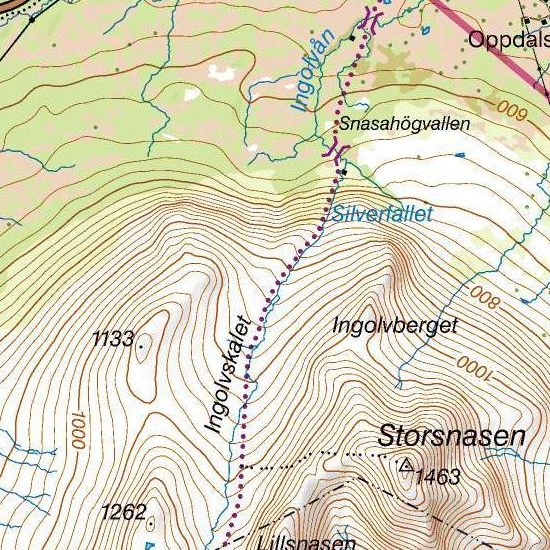 Oppdals
Ingolvån
600
Snasahögvallen
Silverfallet
800
Ingolvberget
1133
1000
Ingolvskalet
Storsnasen
1463
1000
1262
Lillsnasen